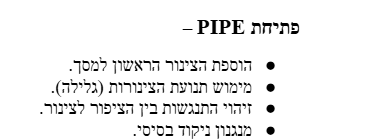 פתיחת PIPE –
● הוספת הצינור הראשון למסך.
● מימוש תנועת הצינורות (גלילה).
● זיהוי התנגשות בין הציפור לצינור.
● מנגנון ניקוד בסיסי.